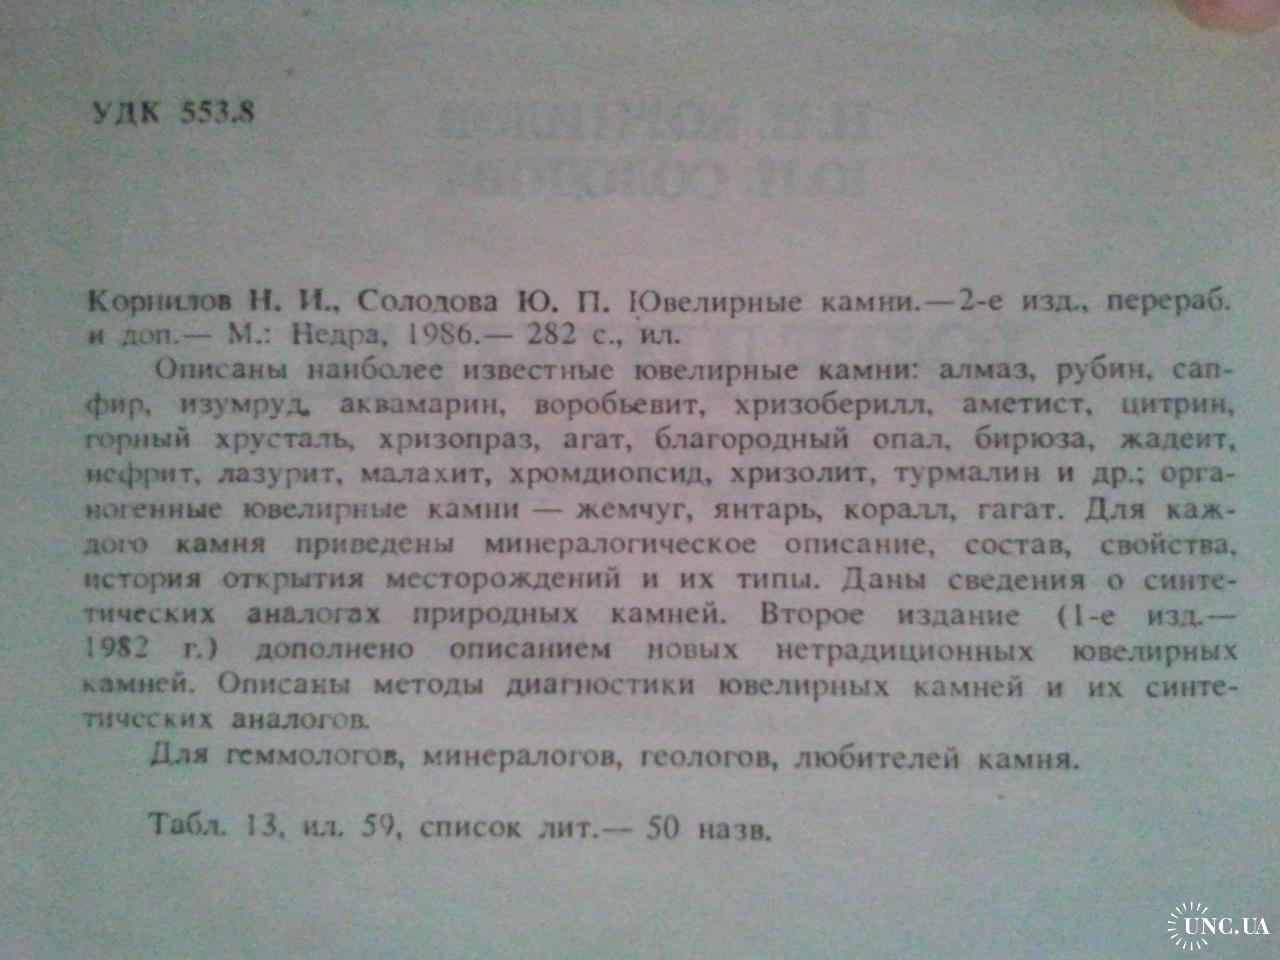 УДК 553.8
Корнилов Н. И., Солодова Ю. П. Ювелирные камни.— 2-е изд., перераб.
и доп.— М.: Недра, 1986.— 282 с., ил.
Описаны наиболее известные ювелирные камни: алмаз, рубин, сап-
фир, изумруд, аквамарин, воробьевит, хризоберилл, аметист, цитрин,
горный хрусталь, хризопраз, агат, благородный опал, бирюза, жадеит,
нефрит, лазурит, малахит, хромдиопсид, хризолит, турмалин и др.; орга-
ногенные ювелирные камни — жемчуг, янтарь, коралл, гагат. Для каж-
дого камня приведены минералогическое описание, состав, свойства,
история открытия месторождений и их типы. Даны сведения о синте-
тических аналогах природных камней. Второе издание (1-е изд.—
1982 г.) дополнено описанием новых нетрадиционных ювелирных
камней. Описаны методы диагностики ювелирных камней и их синте-
тических аналогов.
Для геммологов, минералогов, геологов, любителей камня.
Табл. 13, ил. 59, список лит.— 50 назв.
UNC.UA